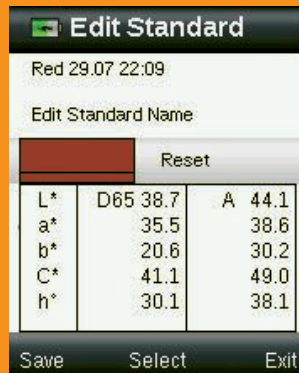 Edit Standard
Red 29.07 22:09
Edit Standard Name
Reset
L* D65 38.7 A 44.1
a* 35.5 38.6
b* 20.6 30.2
C* 41.1 49.0
h° 30.1 38.1
Save Select Exit